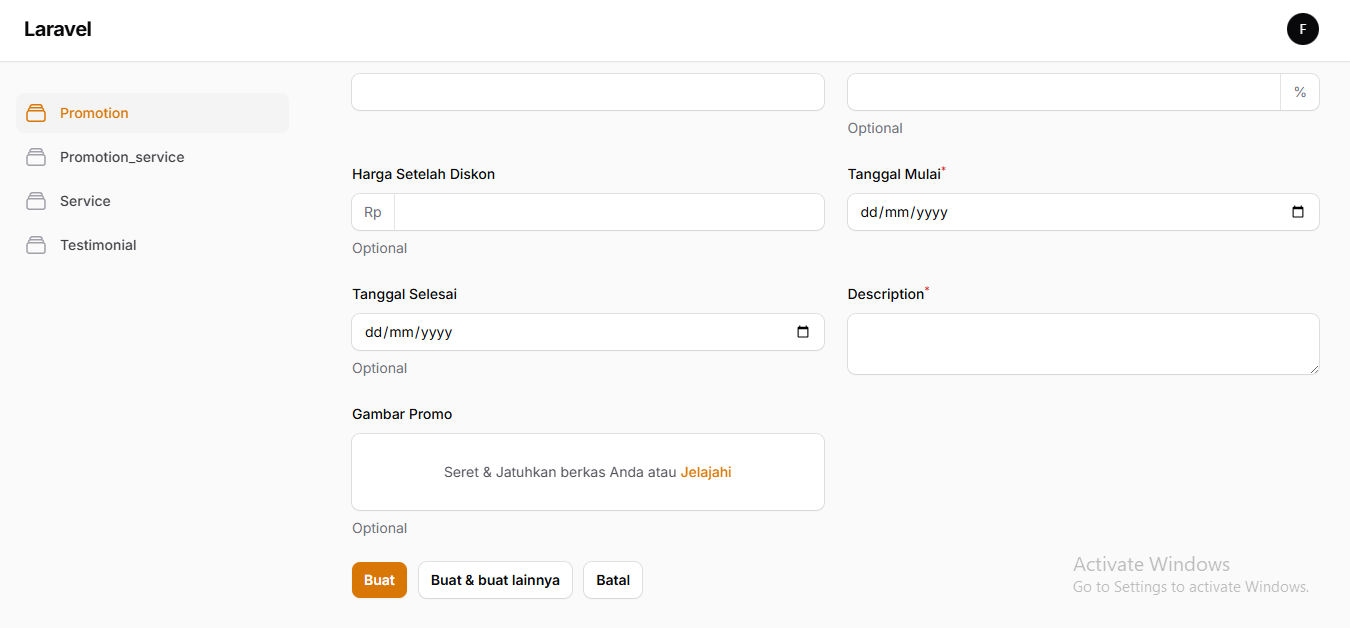 Laravel
F
Promotion
Promotion_service
Service
Testimonial
%
Optional
Harga Setelah Diskon
Tanggal Mulai*
Rp
dd/mm/yyyy
Optional
Tanggal Selesai
Description*
dd/mm/yyyy
Optional
Gambar Promo
Seret & Jatuhkan berkas Anda atau Jelajahi
Optional
Buat
Buat & buat lainnya
Batal
Activate Windows
Go to Settings to activate Windows.